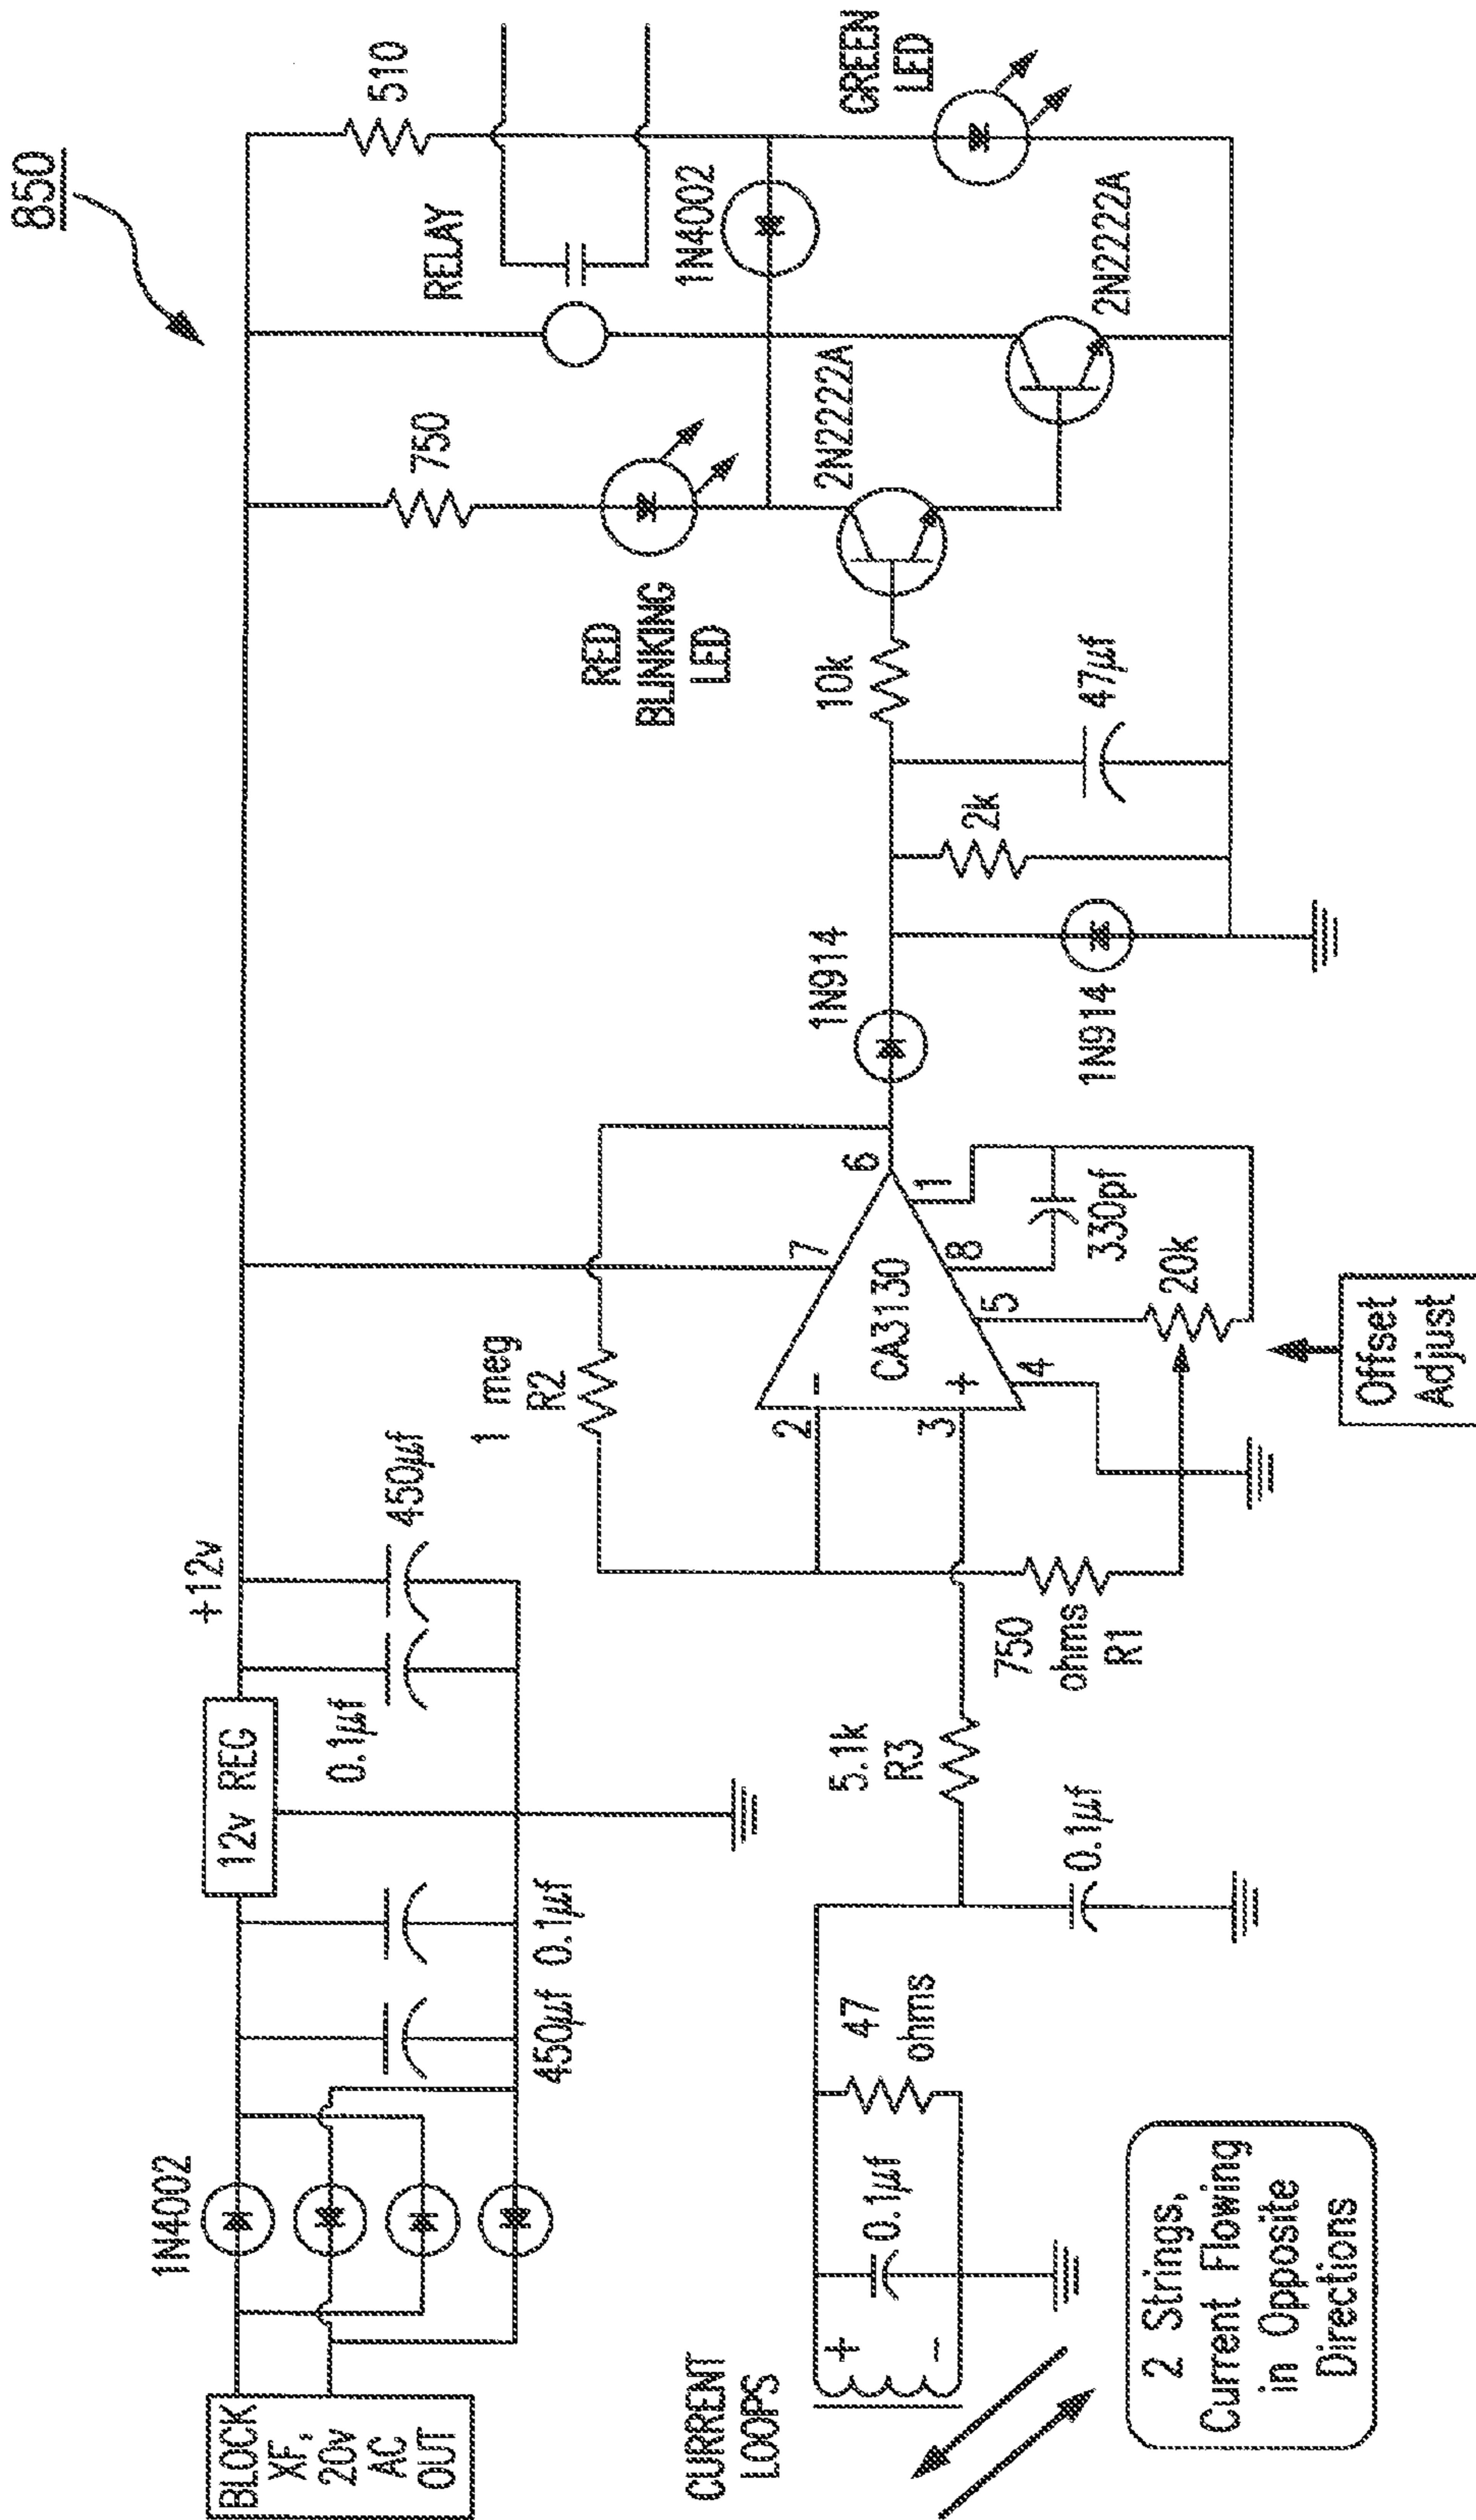 850
BLOCK
XF,
20v
AC
OUT
1N4002
450µf
0.1µf
12v REG
0.1µf
450µf
+12v
750
RED
BLINKING
LED
RELAY
510
1N4002
GREEN
LED
2N2222A
2N2222A
CURRENT
LOOPS
+
-
0.1µf
47
ohms
0.1µf
5.1k
R3
750
ohms
R1
1 meg
R2
2
-
3
+
CA3130
7
6
1
8
5
4
330pf
20k
Offset
Adjust
1N914
1N914
2k
47µf
10k
2 Strings,
Current Flowing
in Opposite
Directions